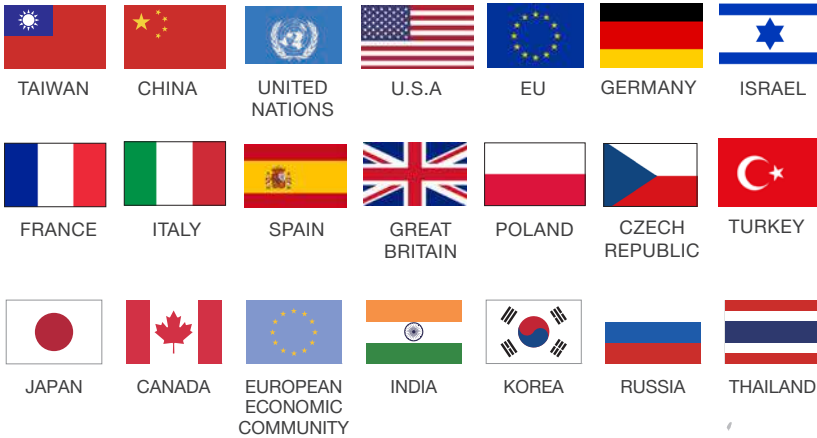 TAIWAN
CHINA
UNITED
NATIONS
U.S.A
EU
GERMANY
ISRAEL
FRANCE
ITALY
SPAIN
GREAT
BRITAIN
POLAND
CZECH
REPUBLIC
TURKEY
JAPAN
CANADA
EUROPEAN
ECONOMIC
COMMUNITY
INDIA
KOREA
RUSSIA
THAILAND